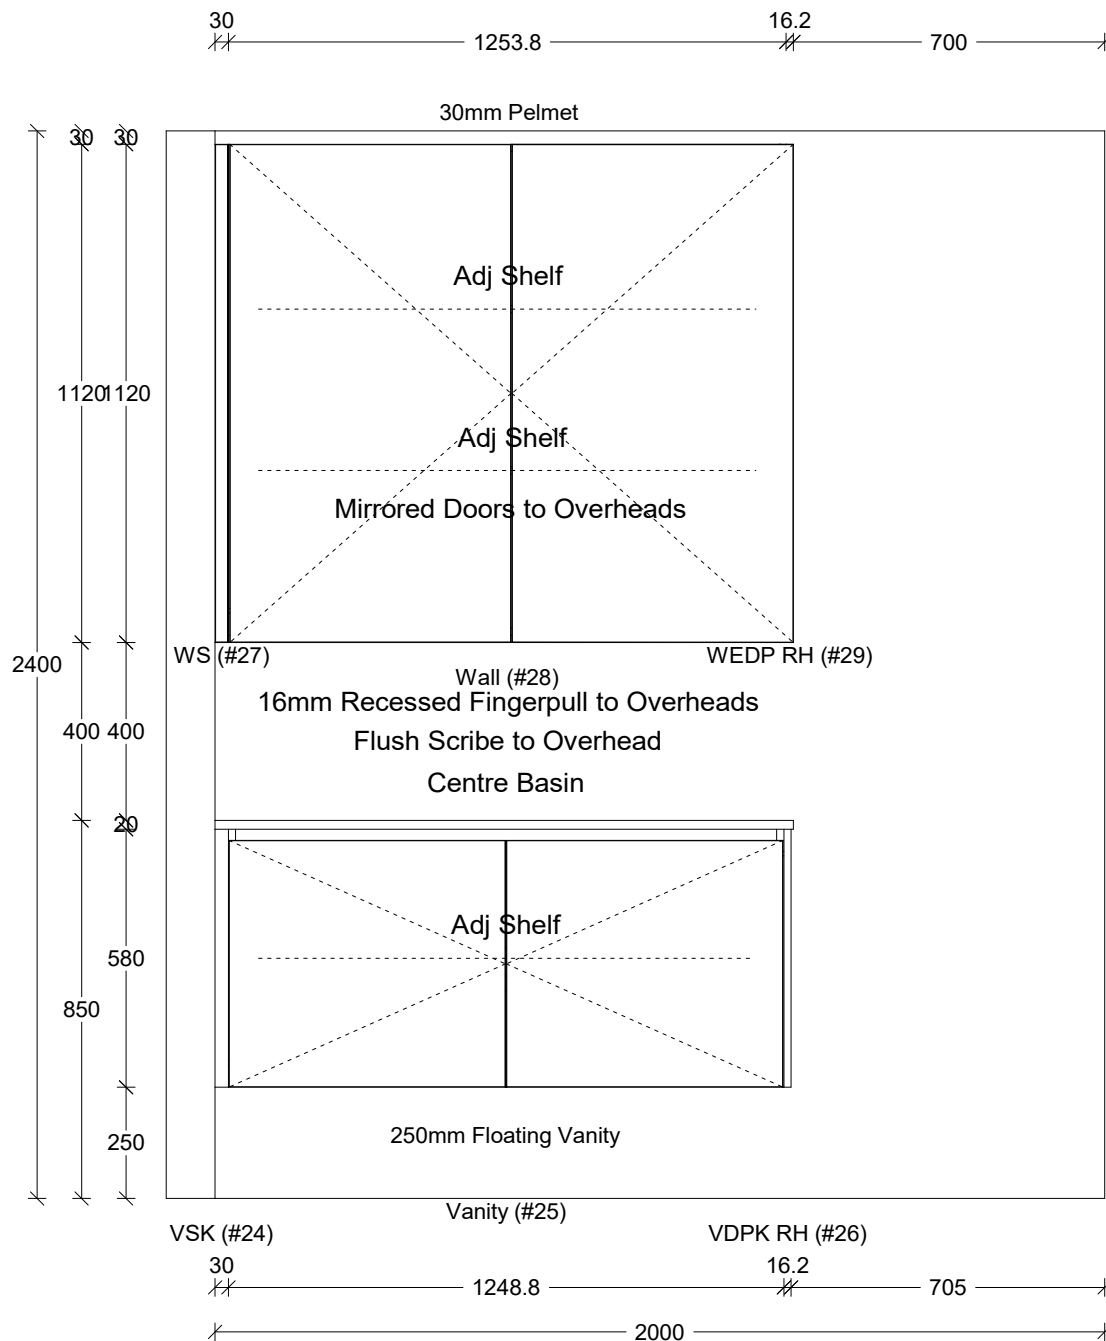 30 16.2
1253.8 700
30mm Pelmet
30 30
Adj Shelf
1120 1120
Adj Shelf
Mirrored Doors to Overheads
WS (#27) WEDP RH (#29)
2400
Wall (#28)
16mm Recessed Fingerpull to Overheads
400 400
Flush Scribe to Overhead
Centre Basin
20
Adj Shelf
580
850
250mm Floating Vanity
250
Vanity (#25)
VSK (#24) VDPK RH (#26)
30 16.2
1248.8 705
2000